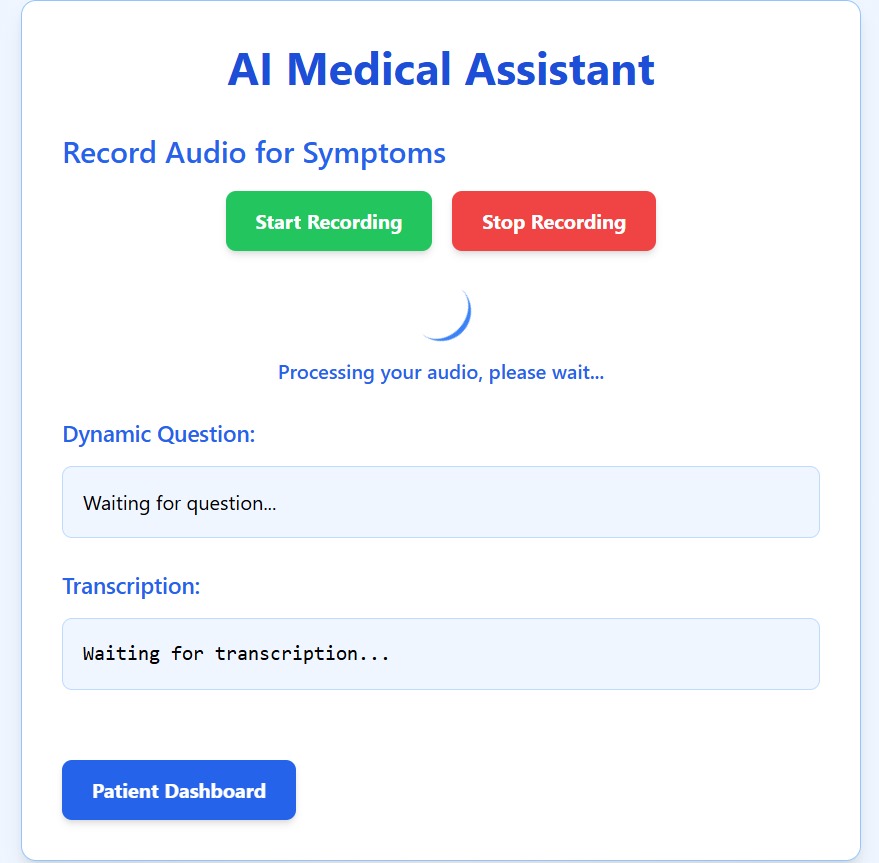 AI Medical Assistant
Record Audio for Symptoms
Start Recording
Stop Recording
Processing your audio, please wait...
Dynamic Question:
Waiting for question...
Transcription:
Waiting for transcription...
Patient Dashboard